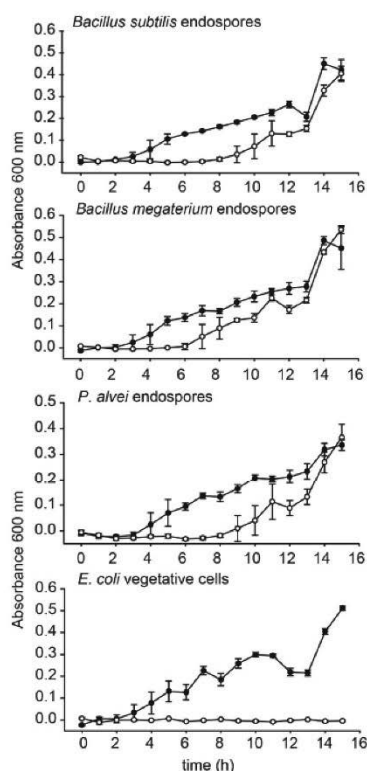 Bacillus subtilis endospores
0.6
0.5
0.4
0.3
0.2
0.1
0.0
0 2 4 6 8 10 12 14 16
Absorbance 600 nm
Bacillus megaterium endospores
0.6
0.5
0.4
0.3
0.2
0.1
0.0
0 2 4 6 8 10 12 14 16
P. alvei endospores
0.5
0.4
0.3
0.2
0.1
0.0
0 2 4 6 8 10 12 14 16
Absorbance 600 nm
E. coli vegetative cells
0.6
0.5
0.4
0.3
0.2
0.1
0.0
0 2 4 6 8 10 12 14 16
time (h)